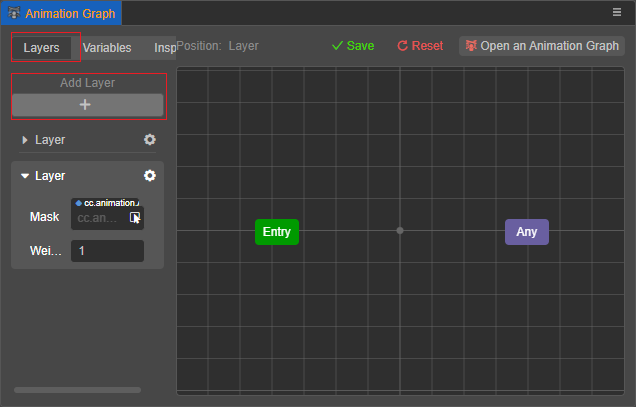 Animation Graph
Layers Variables Insp
Position: Layer Save Reset Open an Animation Graph
Add Layer
+
Layer
Layer
cc.animation.
Mask cc.an...
Wei... 1
Entry
Any